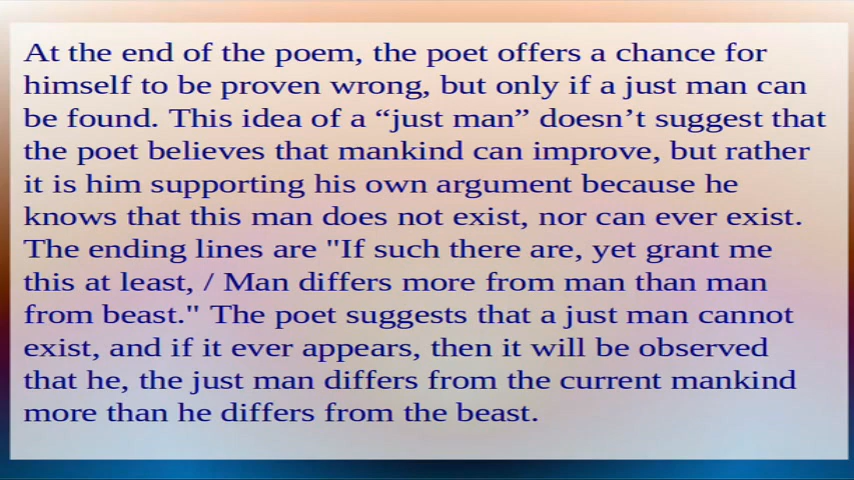 At the end of the poem, the poet offers a chance for
himself to be proven wrong, but only if a just man can
be found. This idea of a “just man” doesn’t suggest that
the poet believes that mankind can improve, but rather
it is him supporting his own argument because he
knows that this man does not exist, nor can ever exist.
The ending lines are "If such there are, yet grant me
this at least, / Man differs more from man than man
from beast." The poet suggests that a just man cannot
exist, and if it ever appears, then it will be observed
that he, the just man differs from the current mankind
more than he differs from the beast.